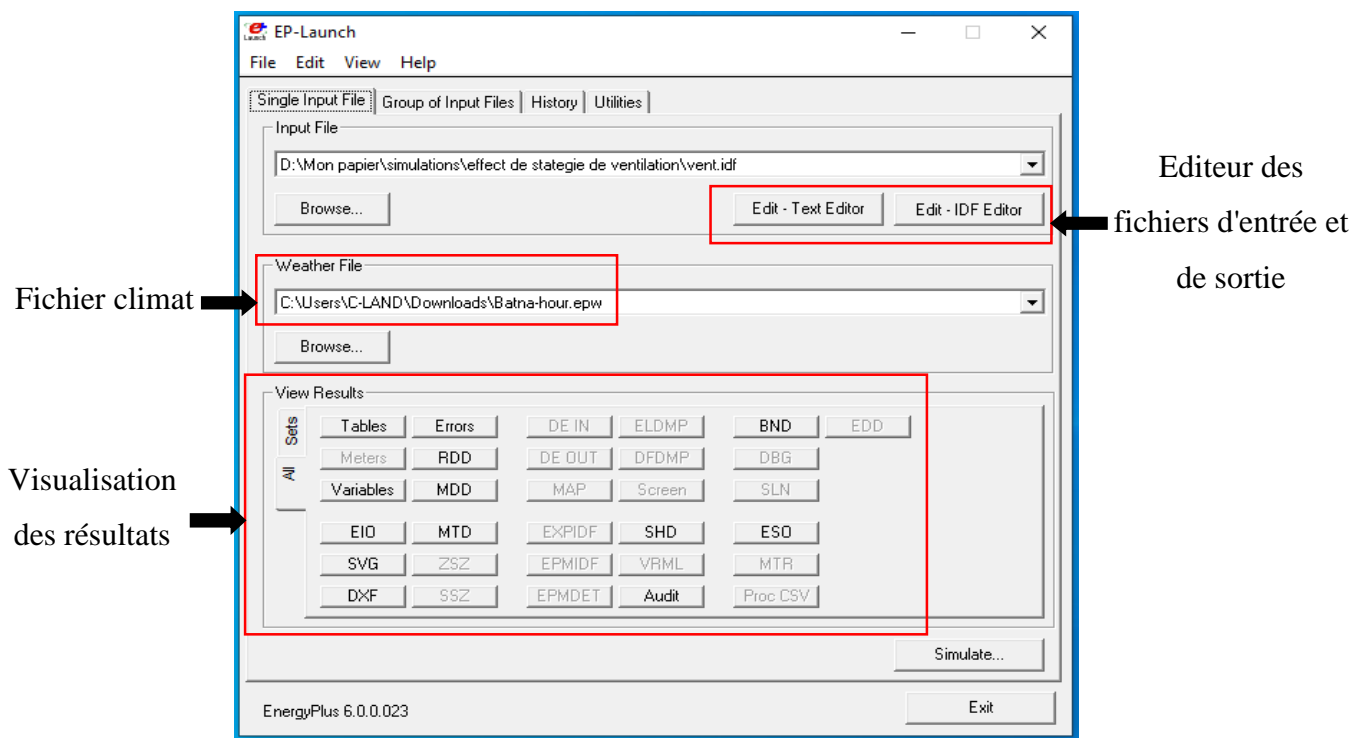 EP-Launch
File Edit View Help
Single Input File Group of Input Files History Utilities
Input File
D:\Mon papier\simulations\effect de stategie de ventilation\vent.idf
Browse... Edit - Text Editor Edit - IDF Editor
Editeur des
fichiers d'entrée et
de sortie
Weather File
Fichier climat
C:\Users\C-LAND\Downloads\Batna-hour.epw
Browse...
View Results
Sets
All
Tables Errors DE IN ELDMP BND EDD
Meters RDD DE OUT DFDMP DBG
Variables MDD MAP Screen SLN
EIO MTD EXPIDF SHD ESO
SVG ZSZ EPMIDF VRML MTR
DXF SSZ EPMDET Audit Proc CSV
Visualisation
des résultats
Simulate...
EnergyPlus 6.0.0.023 Exit